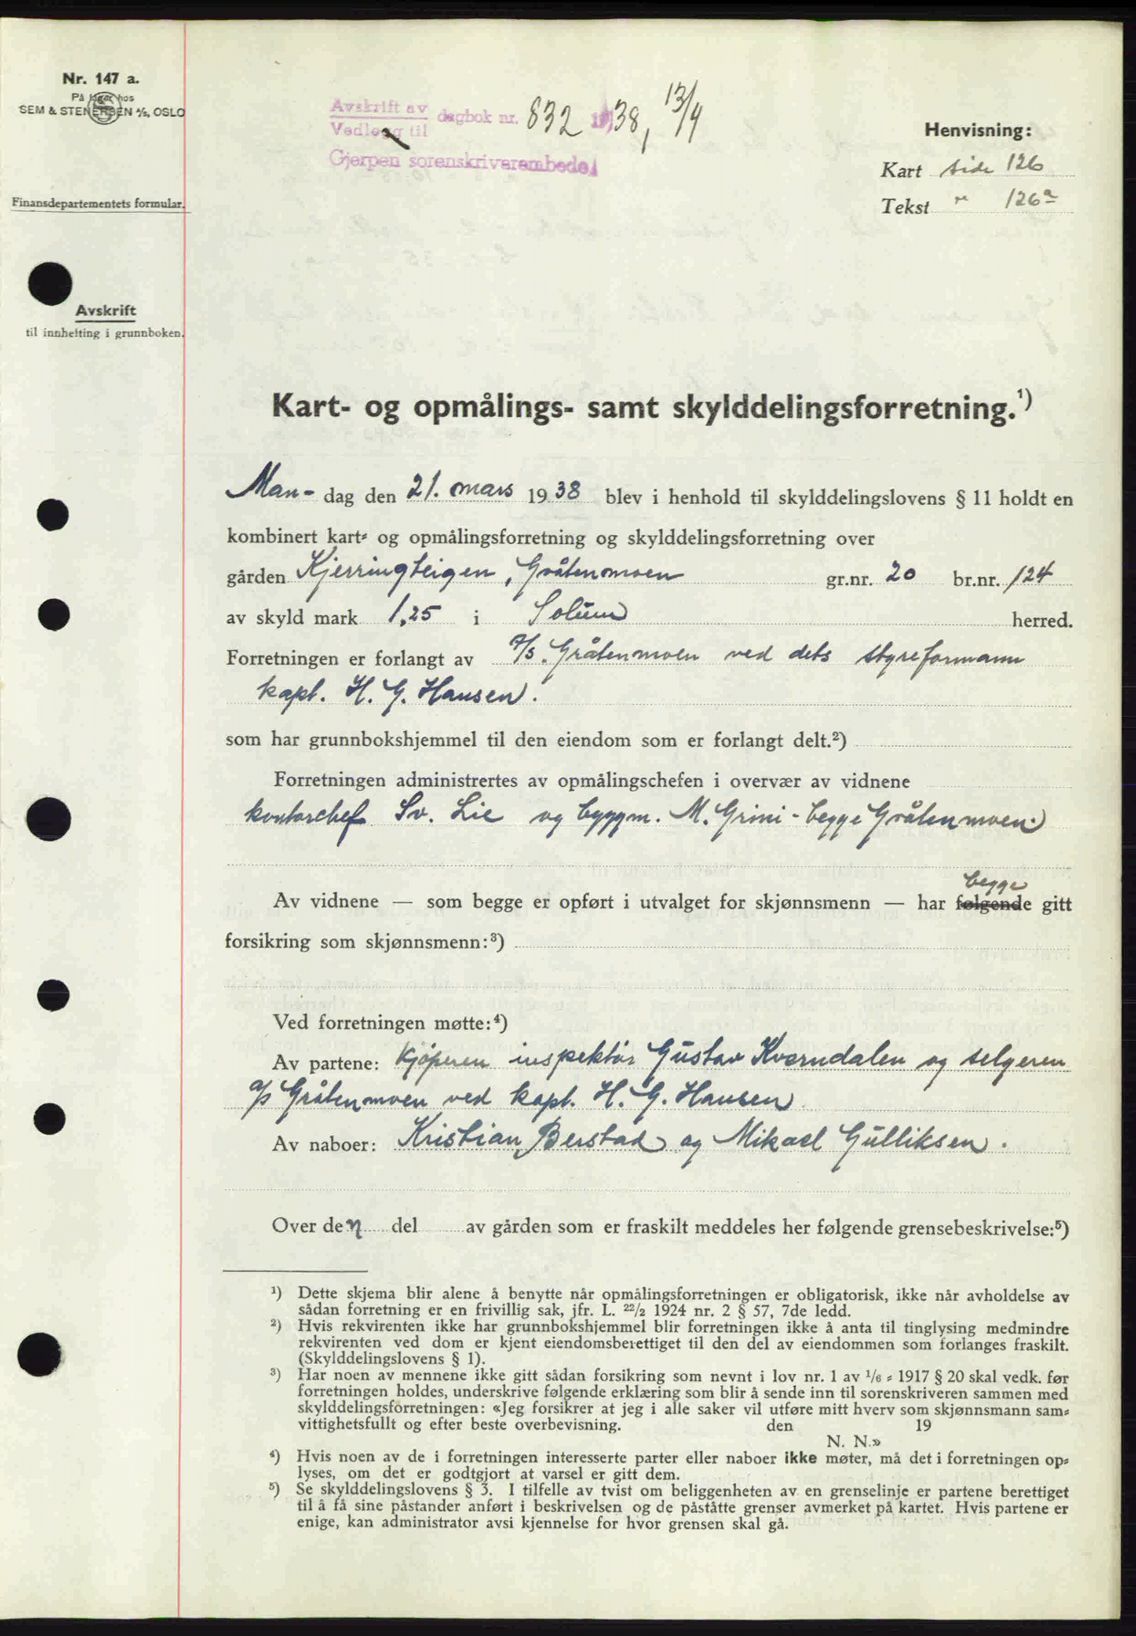 Nr. 147 a.
På lager hos
SEM & STENERSEN A/S, OSLO
Finansdepartementets formular.
Avskrift
til innhefting i grunnboken.
Avskrift av
Vedlegg til dagbok nr. 832 1938, 13/4
Gjerpen sorenskriverembede
Henvisning:
Kart side 126
Tekst " 126a
Kart- og opmålings- samt skylddelingsforretning.¹)
Man- dag den 21. mars 1938 blev i henhold til skylddelingslovens § 11 holdt en
kombinert kart- og opmålingsforretning og skylddelingsforretning over
gården Kjerringteigen, Gråtenmoen gr.nr. 20 br.nr. 124
av skyld mark 1,25 i Solum herred.
Forretningen er forlangt av A/S. Gråtenmoen ved dets styreformann
kapt. H. G. Hansen.
som har grunnbokshjemmel til den eiendom som er forlangt delt.²)
Forretningen administrertes av opmålingschefen i overvær av vidnene
kontorchef Sv. Lie og byggm. M. Grini - begge Gråtenmoen.
begge
Av vidnene — som begge er opført i utvalget for skjønnsmenn — har følgende gitt
forsikring som skjønnsmenn:³)
Ved forretningen møtte:⁴)
Av partene: Kjøperen inspektør Gustav Kverndalen og selgeren
a/s Gråtenmoen ved kapt. H. G. Hansen
Av naboer: Kristian Berstad og Mikael Gulliksen.
Over den del av gården som er fraskilt meddeles her følgende grensebeskrivelse:⁵)
¹) Dette skjema blir alene å benytte når opmålingsforretningen er obligatorisk, ikke når avholdelse av
sådan forretning er en frivillig sak, jfr. L. 22/2 1924 nr. 2 § 57, 7de ledd.
²) Hvis rekvirenten ikke har grunnbokshjemmel blir forretningen ikke å anta til tinglysing medmindre
rekvirenten ved dom er kjent eiendomsberettiget til den del av eiendommen som forlanges fraskilt.
(Skylddelingslovens § 1).
³) Har noen av mennene ikke gitt sådan forsikring som nevnt i lov nr. 1 av 1/6 - 1917 § 20 skal vedk. før
forretningen holdes, underskrive følgende erklæring som blir å sende inn til sorenskriveren sammen med
skylddelingsforretningen: «Jeg forsikrer at jeg i alle saker vil utføre mitt hverv som skjønnsmann sam-
vittighetsfullt og efter beste overbevisning. den 19
N. N.»
⁴) Hvis noen av de i forretningen interesserte parter eller naboer ikke møter, må det i forretningen op-
lyses, om det er godtgjort at varsel er gitt dem.
⁵) Se skylddelingslovens § 3. I tilfelle av tvist om beliggenheten av en grenselinje er partene berettiget
til å få sine påstander anført i beskrivelsen og de påståtte grenser avmerket på kartet. Hvis partene er
enige, kan administrator avsi kjennelse for hvor grensen skal gå.